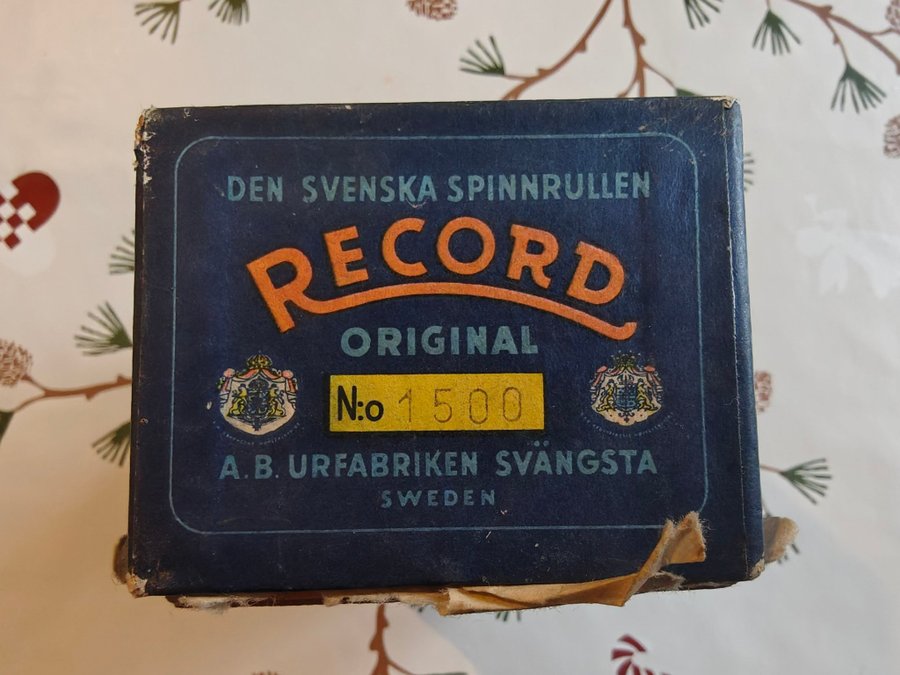 DEN SVENSKA SPINNRULLEN
RECORD
ORIGINAL
N:o 1500
A.B. URFABRIKEN SVÄNGSTA
SWEDEN